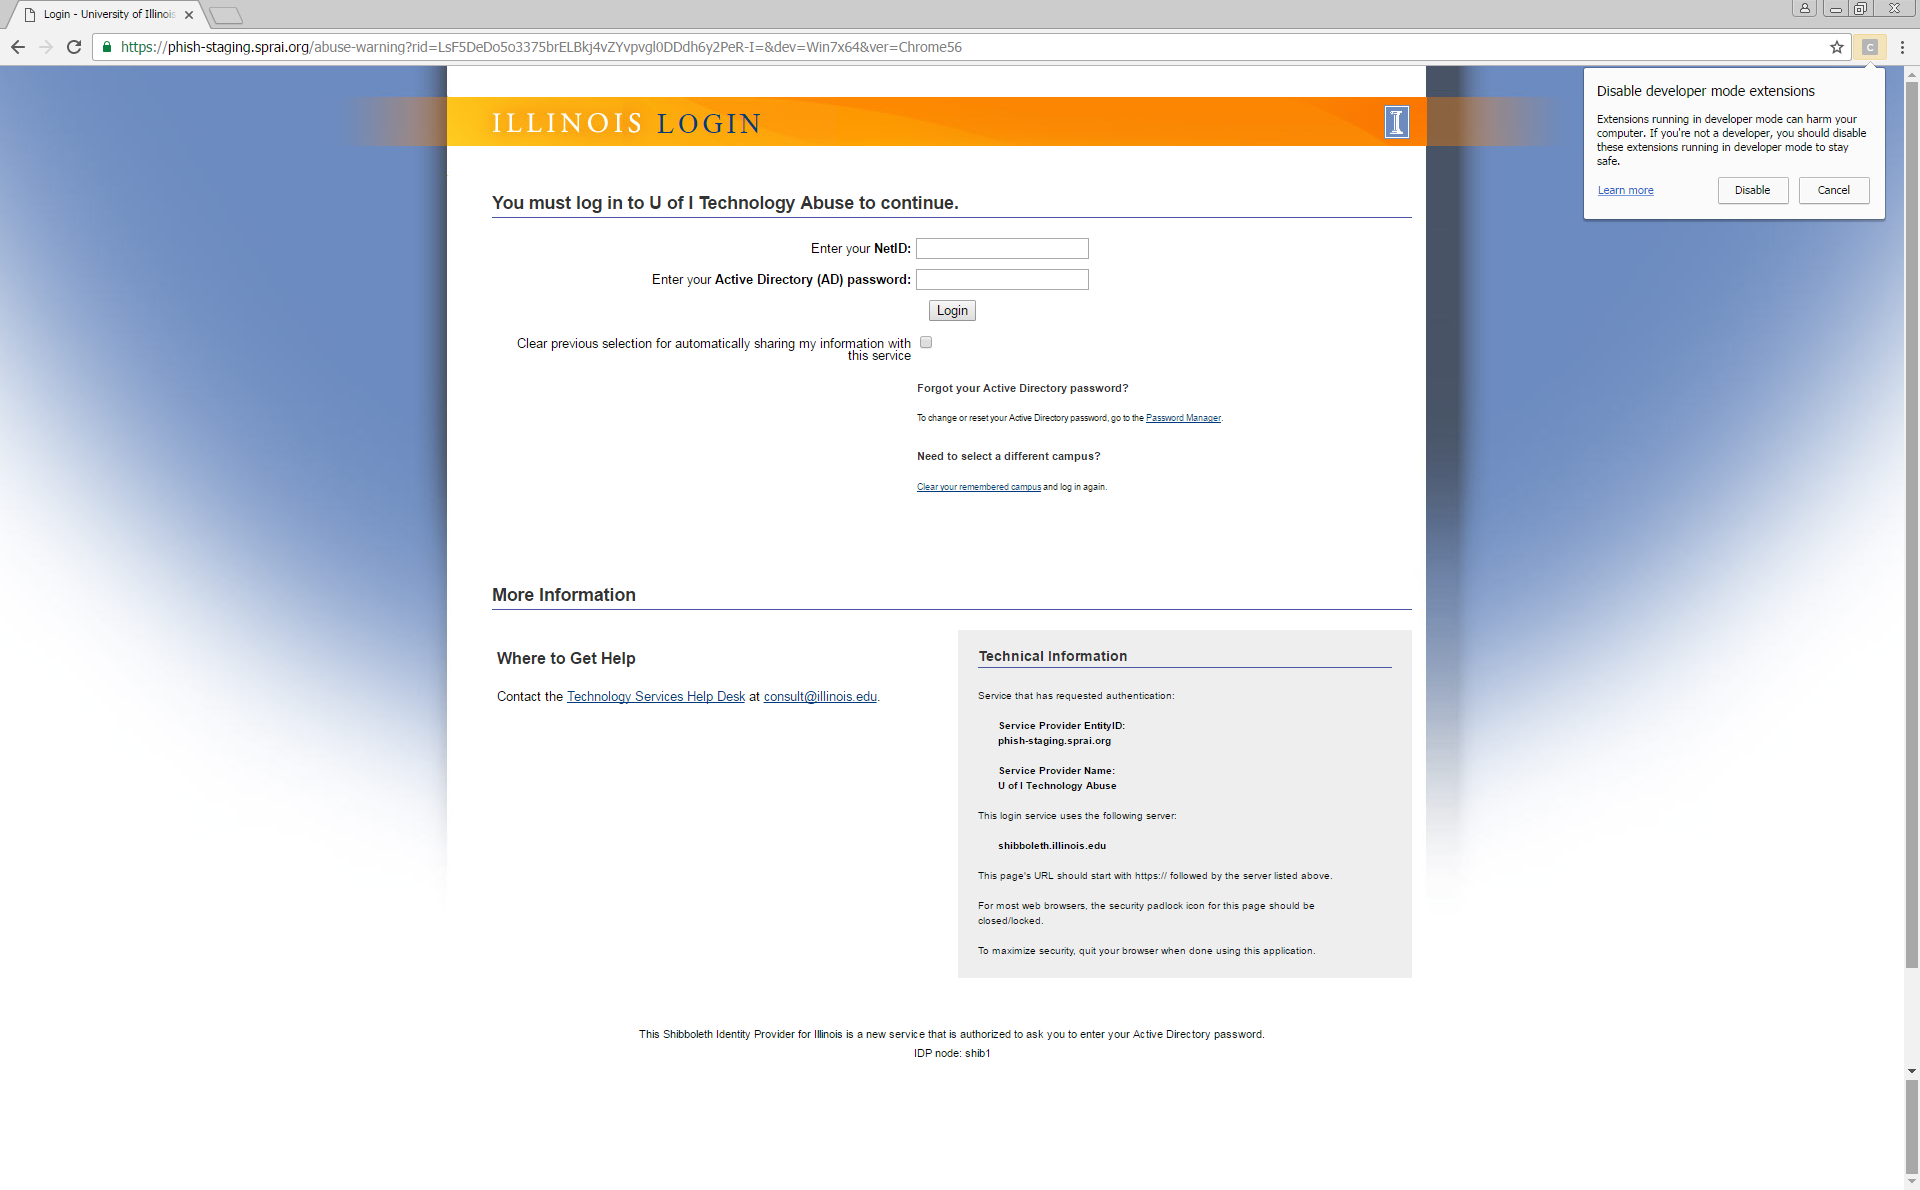 Login - University of Illinois
https://phish-staging.sprai.org/abuse-warning?rid=LsF5DeDo5o3375brELBkj4vZYvpvgl0DDdh6y2PeR-I=&dev=Win7x64&ver=Chrome56
C
Disable developer mode extensions
Extensions running in developer mode can harm your
computer. If you're not a developer, you should disable
these extensions running in developer mode to stay
safe.
Learn more
Disable
Cancel
ILLINOIS LOGIN
I
You must log in to U of I Technology Abuse to continue.
Enter your NetID:
Enter your Active Directory (AD) password:
Login
Clear previous selection for automatically sharing my information with
this service
Forgot your Active Directory password?
To change or reset your Active Directory password, go to the Password Manager.
Need to select a different campus?
Clear your remembered campus and log in again.
More Information
Where to Get Help
Contact the Technology Services Help Desk at consult@illinois.edu.
Technical Information
Service that has requested authentication:
Service Provider EntityID:
phish-staging.sprai.org
Service Provider Name:
U of I Technology Abuse
This login service uses the following server:
shibboleth.illinois.edu
This page's URL should start with https:// followed by the server listed above.
For most web browsers, the security padlock icon for this page should be
closed/locked.
To maximize security, quit your browser when done using this application.
This Shibboleth Identity Provider for Illinois is a new service that is authorized to ask you to enter your Active Directory password.
IDP node: shib1